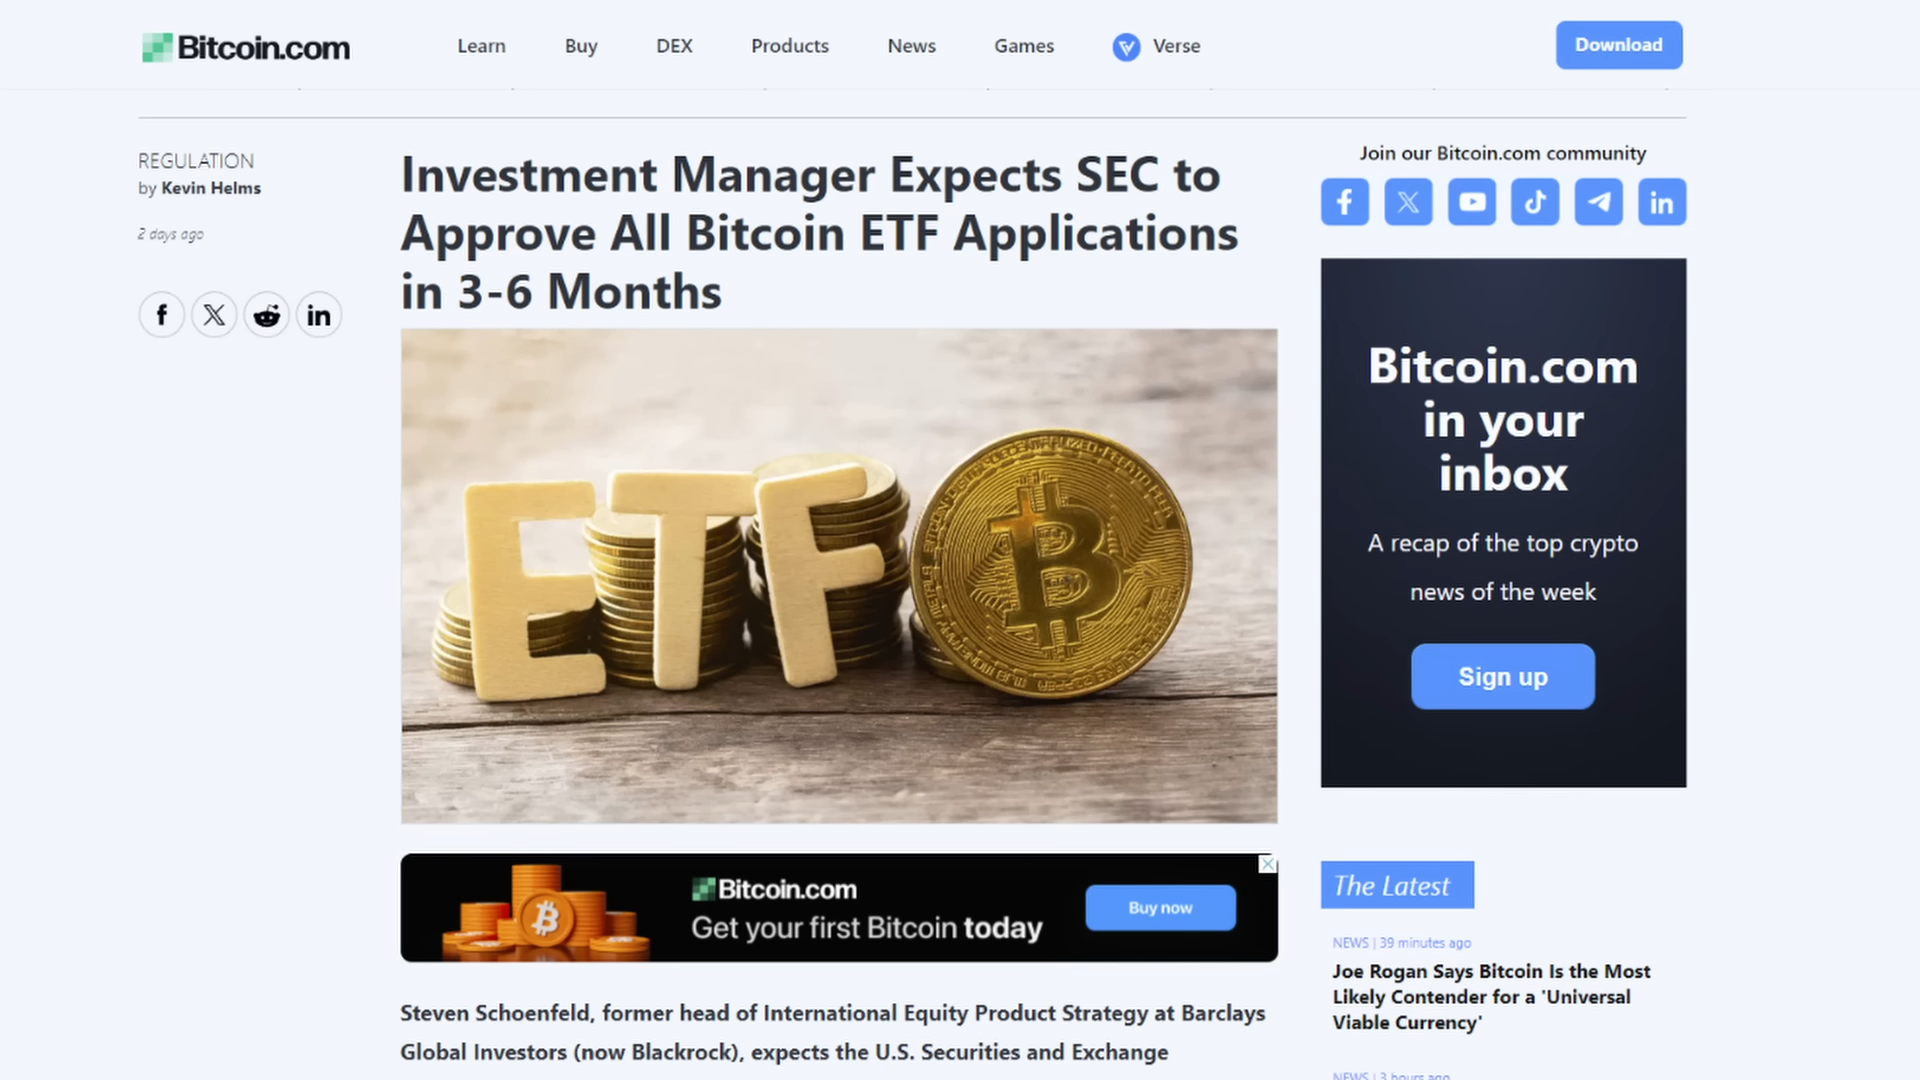 Bitcoin.com
Learn
Buy
DEX
Products
News
Games
Verse
Download
REGULATION
by Kevin Helms
2 days ago
Investment Manager Expects SEC to
Approve All Bitcoin ETF Applications
in 3-6 Months
ETF
Bitcoin.com
Get your first Bitcoin today
Buy now
Steven Schoenfeld, former head of International Equity Product Strategy at Barclays
Global Investors (now Blackrock), expects the U.S. Securities and Exchange
Join our Bitcoin.com community
Bitcoin.com
in your
inbox
A recap of the top crypto
news of the week
Sign up
The Latest
NEWS | 39 minutes ago
Joe Rogan Says Bitcoin Is the Most
Likely Contender for a 'Universal
Viable Currency'
NEWS | 3 hours ago